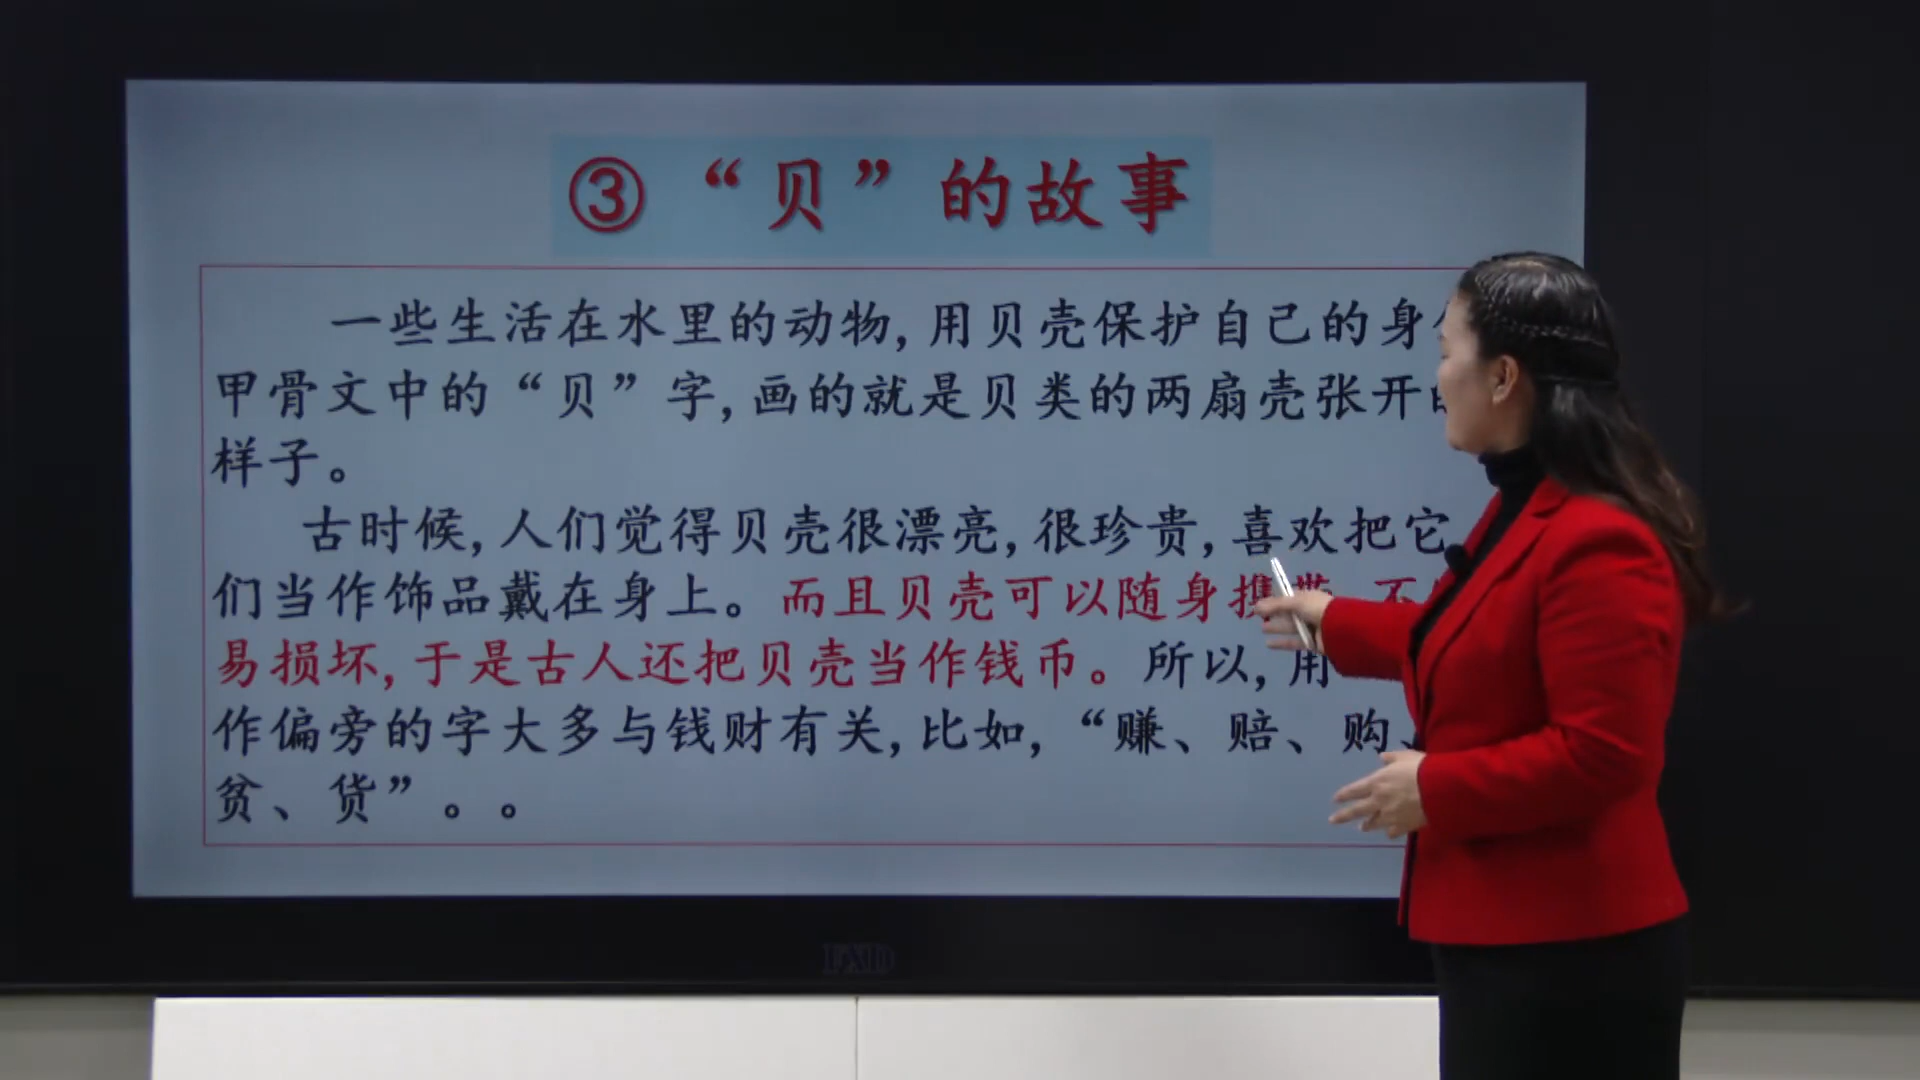 ③“贝”的故事
一些生活在水里的动物,用贝壳保护自己的身
甲骨文中的“贝”字,画的就是贝类的两扇壳张开的
样子。
古时候,人们觉得贝壳很漂亮,很珍贵,喜欢把它
们当作饰品戴在身上。而且贝壳可以随身携带 不
易损坏,于是古人还把贝壳当作钱币。所以,用
作偏旁的字大多与钱财有关,比如,“赚、赔、购、
贫、货”。。